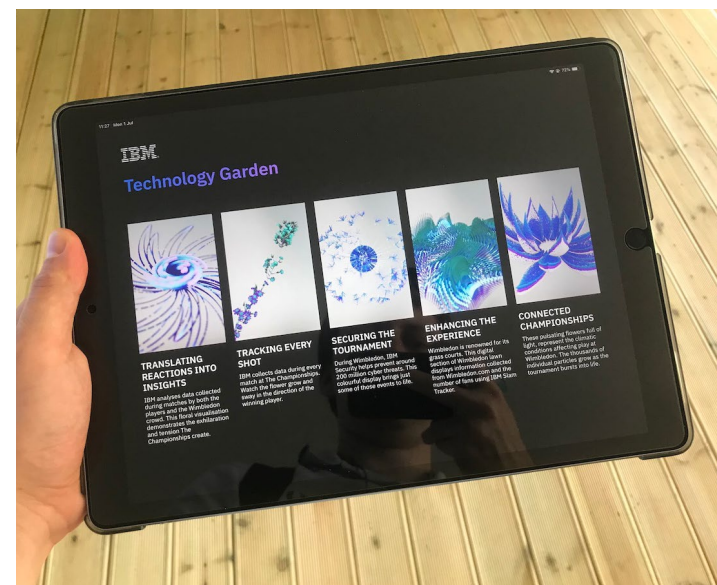 11:37 Mon 1 Jul
73%
IBM
Technology Garden
TRANSLATING
REACTIONS INTO
INSIGHTS
IBM analyses data collected
during matches by both the
players and the Wimbledon
crowd. This floral visualisation
demonstrates the exhilaration
and tension The
Championships create.
TRACKING EVERY
SHOT
IBM collects data during every
match at The Championships.
Watch the flower grow and
sway in the direction of the
winning player.
SECURING THE
TOURNAMENT
During Wimbledon, IBM
Security helps prevent around
200 million cyber threats. This
colourful display brings just
some of those events to life.
ENHANCING THE
EXPERIENCE
Wimbledon is renowned for its
grass courts. This digital
section of Wimbledon lawn
displays information collected
from Wimbledon.com and the
number of fans using IBM Slam
Tracker.
CONNECTED
CHAMPIONSHIPS
These pulsating flowers full of
light, represent the climatic
conditions affecting play at
Wimbledon. The thousands of
individual particles grow as the
tournament bursts into life.